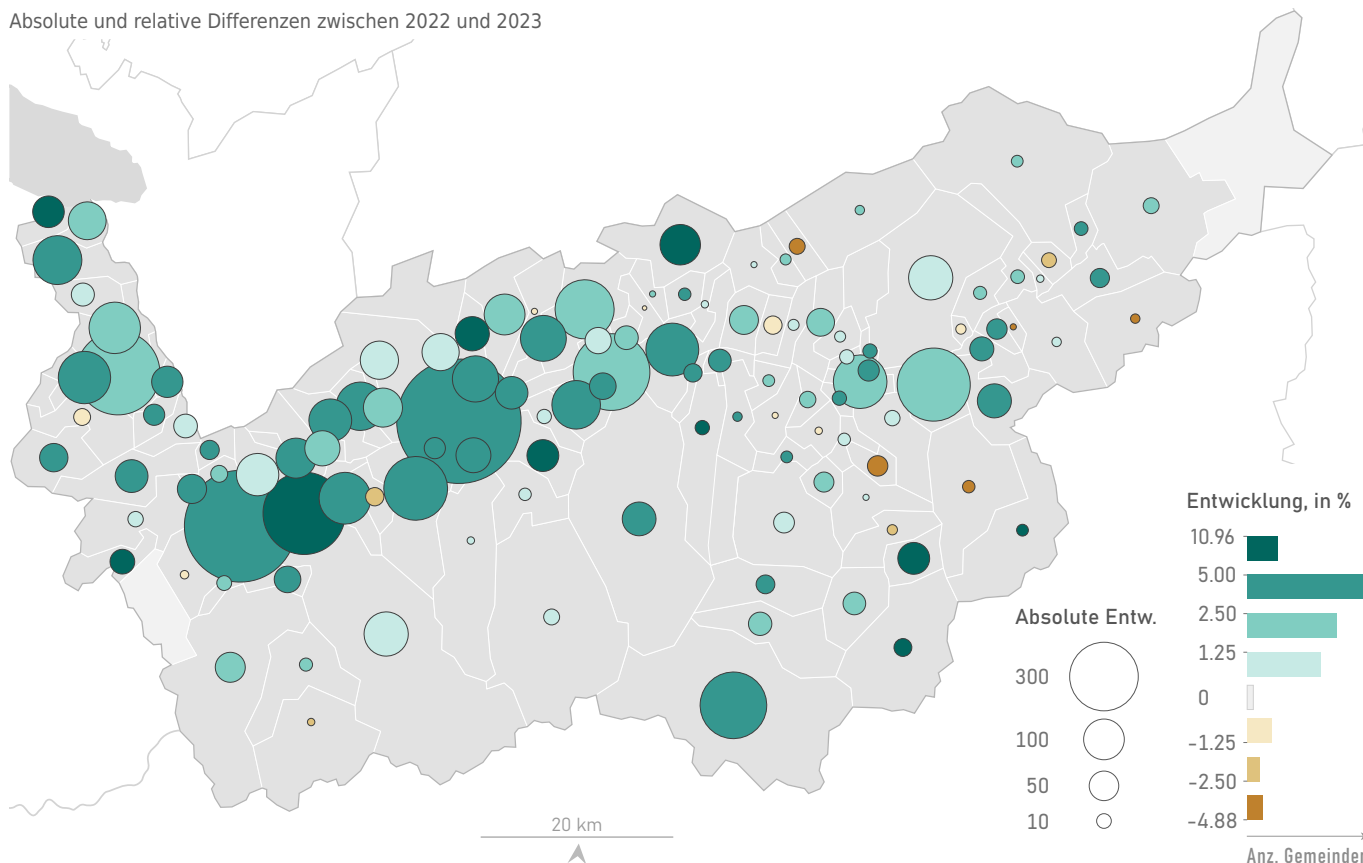 Absolute und relative Differenzen zwischen 2022 und 2023
Entwicklung, in %
10.96
5.00
2.50
1.25
0
-1.25
-2.50
-4.88
Anz. Gemeinden
Absolute Entw.
300
100
50
10
20 km